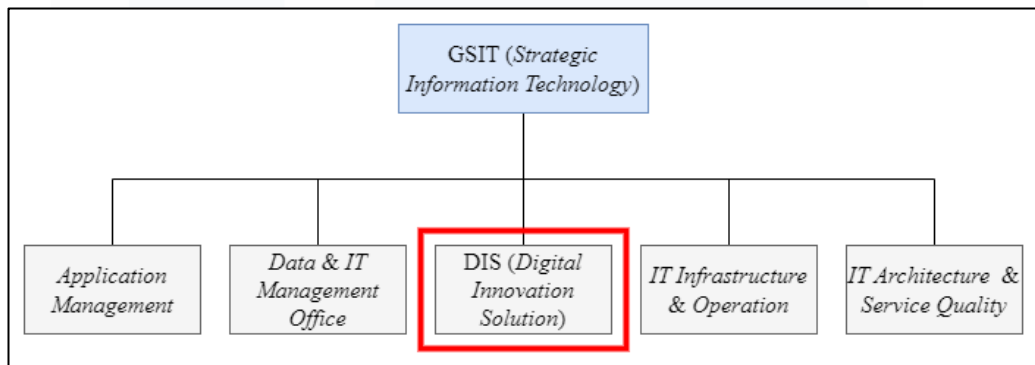 GSIT (Strategic
Information Technology)
Application
Management
Data & IT
Management
Office
DIS (Digital
Innovation
Solution)
IT Infrastructure
& Operation
IT Architecture &
Service Quality